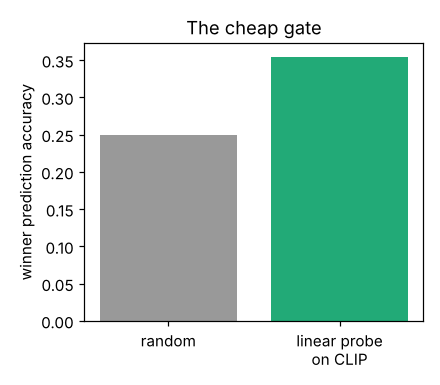 The cheap gate
winner prediction accuracy
0.35
0.30
0.25
0.20
0.15
0.10
0.05
0.00
random
linear probe
on CLIP